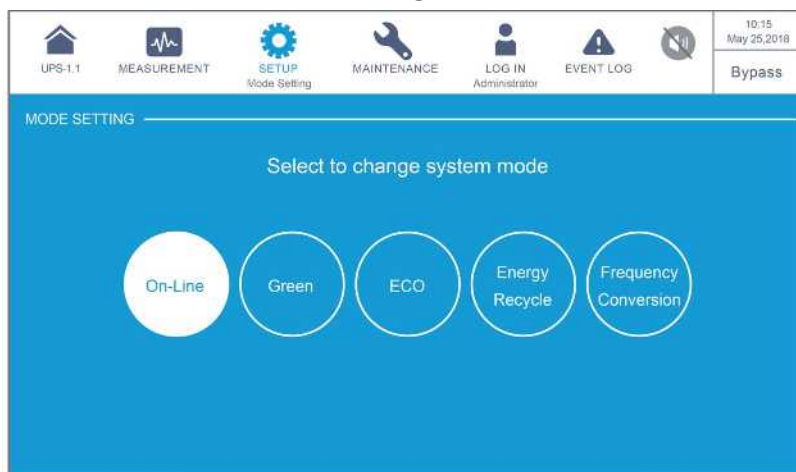 UPS-1.1
MEASUREMENT
SETUP
Mode Setting
MAINTENANCE
LOG IN
Administrator
EVENT LOG
10:15
May 25,2018
Bypass
MODE SETTING
Select to change system mode
On-Line
Green
ECO
Energy
Recycle
Frequency
Conversion